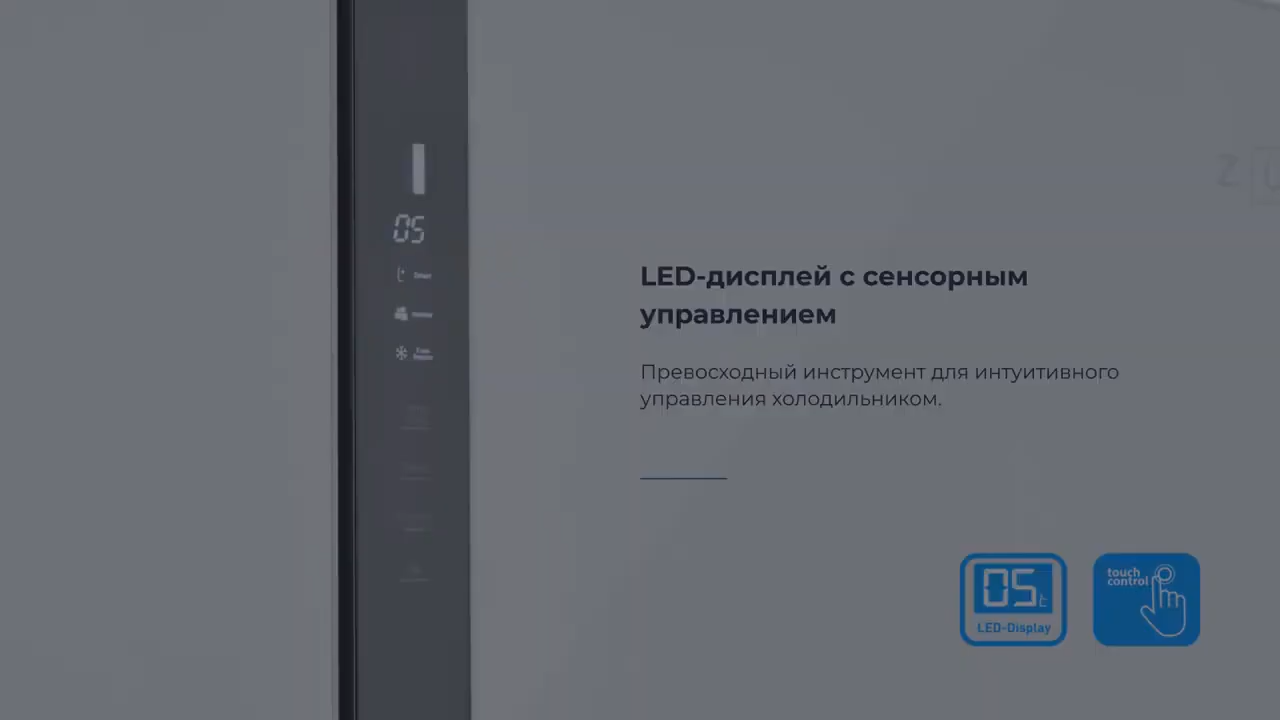 05
LED-дисплей с сенсорным
управлением
Превосходный инструмент для интуитивного
управления холодильником.
05
LED-Display
touch
control